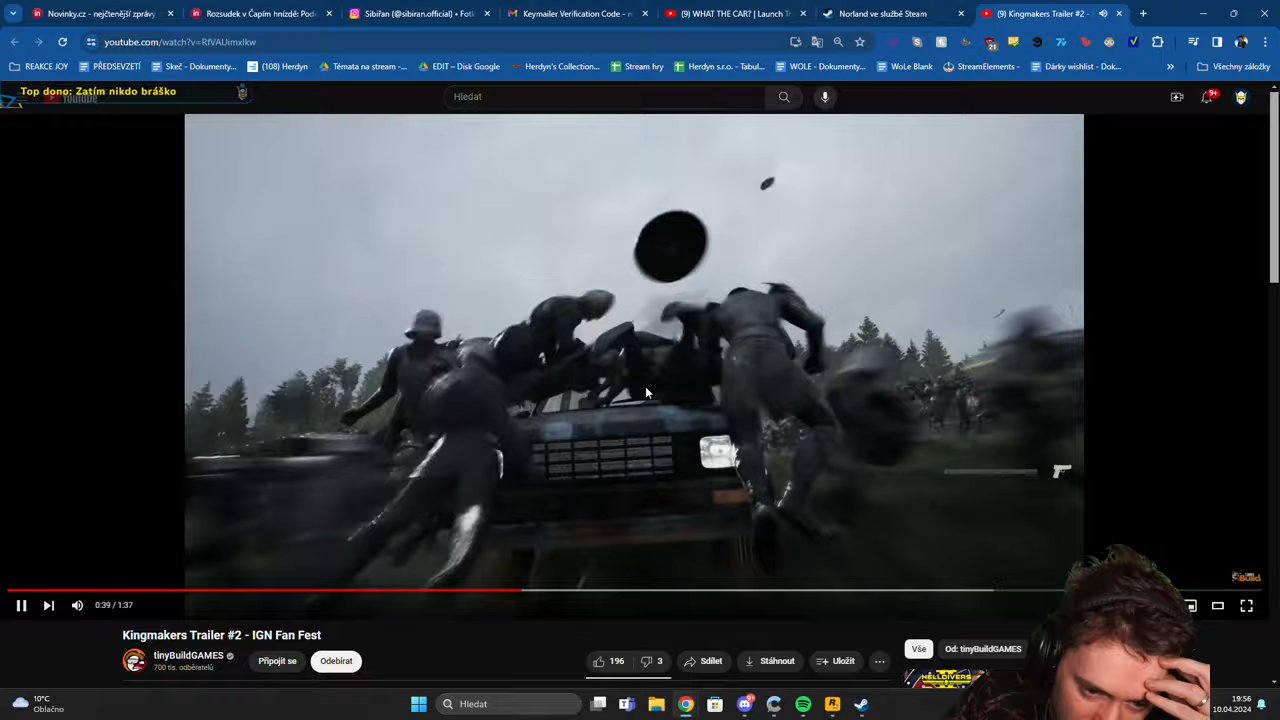 Novinky.cz - nejčtenější zprávy
Rozsudek v Čapím hnízdě: Pod
Sibiřan (@sibiran.official) • Fot
Keymailer Verification Code -
(9) WHAT THE CAR? | Launch T
Norland ve službě Steam
(9) Kingmakers Trailer #2 -
youtube.com/watch?v=RfVAUimxlkw
21
REAKCE JOY
PŘEDSEVZETÍ
Skeč - Dokumenty...
(108) Herdyn
Témata na stream -...
EDIT – Disk Google
Herdyn's Collection...
Stream hry
Herdyn s.r.o. - Tabul...
WOLE - Dokumenty...
WoLe Blank
StreamElements -
Dárky wishlist - Dok...
Všechny záložky
Top dono: Zatím nikdo bráško
Hledat
9+
0:39 / 1:37
Kingmakers Trailer #2 - IGN Fan Fest
tinyBuildGAMES
700 tis. odběratelů
Připojit se
Odebírat
196
3
Sdílet
Stáhnout
Uložit
Vše
Od: tinyBuildGAMES
HELLDIVERS
10°C
Oblačno
Hledat
19:56
10.04.2024